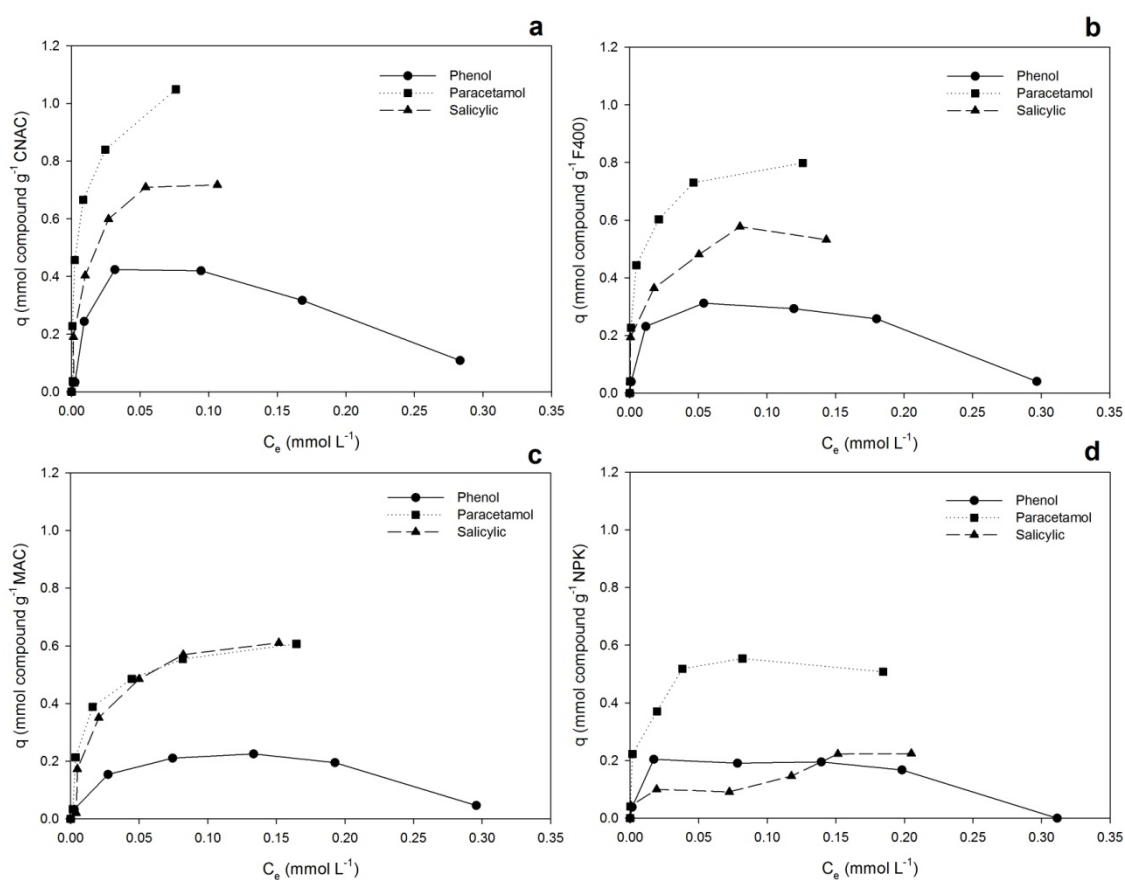 a
q (mmol compound g⁻¹ CNAC)
1.2
1.0
0.8
0.6
0.4
0.2
0.0
Phenol
Paracetamol
Salicylic
0.00 0.05 0.10 0.15 0.20 0.25 0.30 0.35
Cₑ (mmol L⁻¹)
b
q (mmol compound g⁻¹ F400)
1.2
1.0
0.8
0.6
0.4
0.2
0.0
Phenol
Paracetamol
Salicylic
0.00 0.05 0.10 0.15 0.20 0.25 0.30 0.35
Cₑ (mmol L⁻¹)
c
q (mmol compound g⁻¹ MAC)
1.2
1.0
0.8
0.6
0.4
0.2
0.0
Phenol
Paracetamol
Salicylic
0.00 0.05 0.10 0.15 0.20 0.25 0.30 0.35
Cₑ (mmol L⁻¹)
d
q (mmol compound g⁻¹ NPK)
1.2
1.0
0.8
0.6
0.4
0.2
0.0
Phenol
Paracetamol
Salicylic
0.00 0.05 0.10 0.15 0.20 0.25 0.30 0.35
Cₑ (mmol L⁻¹)